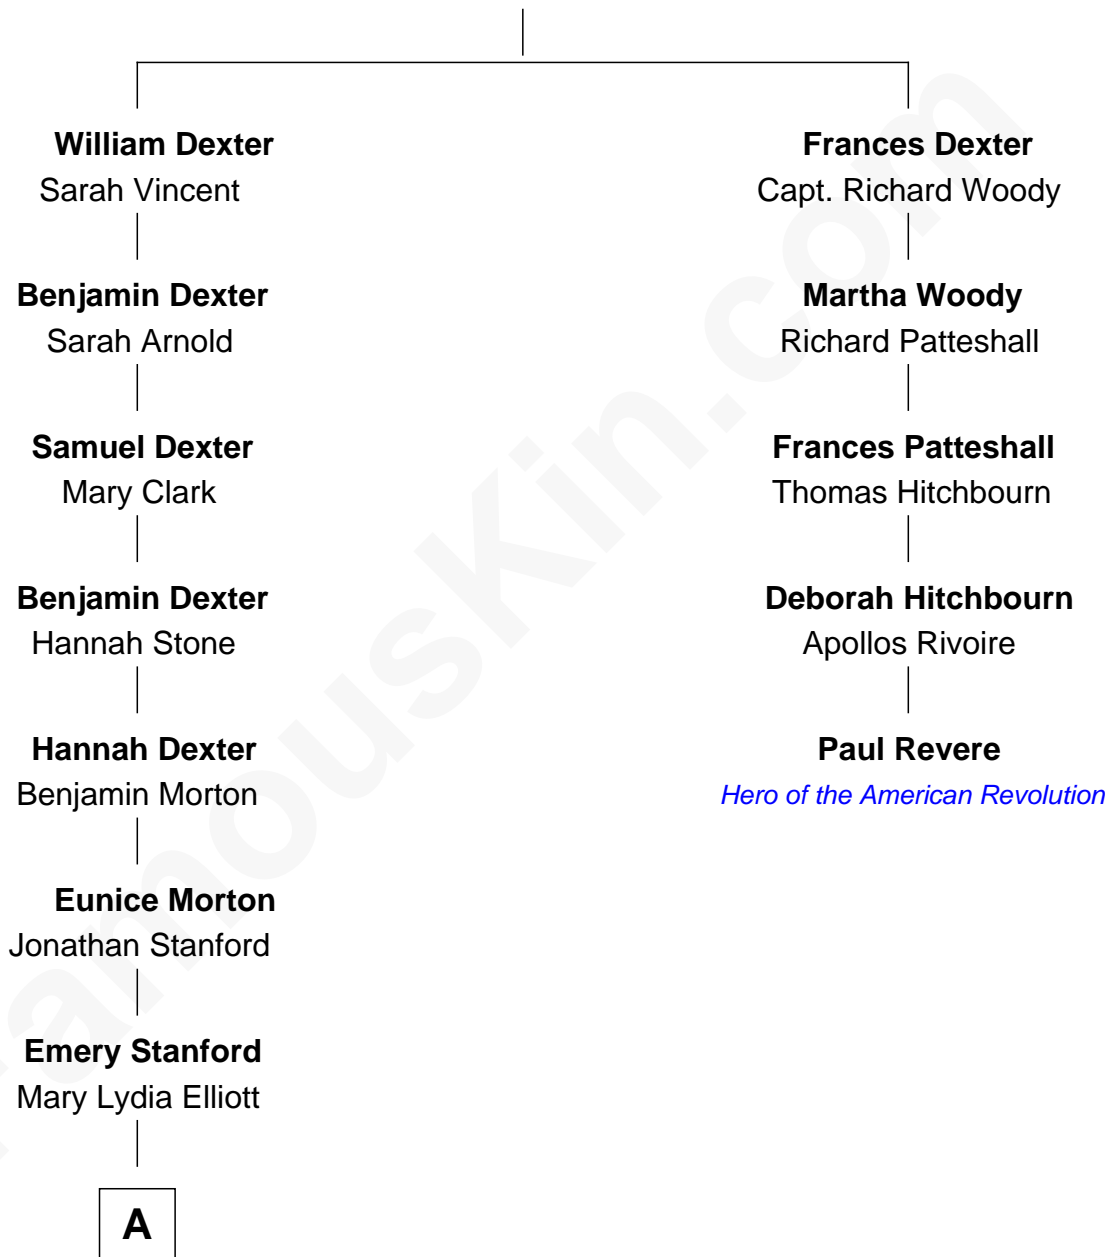 William Dexter
Sarah Vincent
Frances Dexter
Capt. Richard Woody
Benjamin Dexter
Sarah Arnold
Martha Woody
Richard Patteshall
Samuel Dexter
Mary Clark
Frances Patteshall
Thomas Hitchbourn
Benjamin Dexter
Hannah Stone
Deborah Hitchbourn
Apollos Rivoire
Hannah Dexter
Benjamin Morton
Paul Revere
Hero of the American Revolution
Eunice Morton
Jonathan Stanford
Emery Stanford
Mary Lydia Elliott
A
FamousKin.com